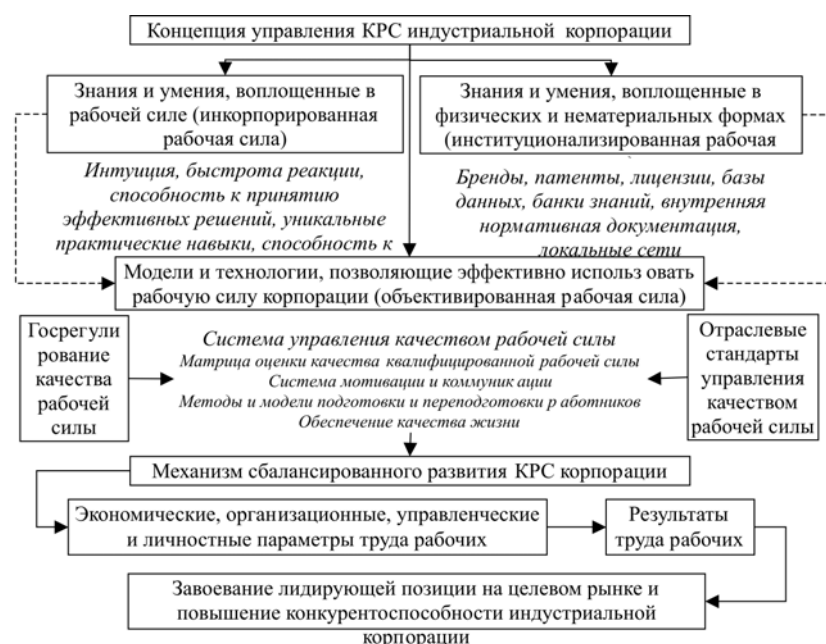 Концепция управления КРС индустриальной корпорации
Знания и умения, воплощенные в
рабочей силе (инкорпорированная
рабочая сила)
Знания и умения, воплощенные в
физических и нематериальных формах
(институционализированная рабочая
Интуиция, быстрота реакции,
способность к принятию
эффективных решений, уникальные
практические навыки, способность к
Бренды, патенты, лицензии, базы
данных, банки знаний, внутренняя
нормативная документация,
локальные сети
Модели и технологии, позволяющие эффективно использ овать
рабочую силу корпорации (объективированная рабочая сила)
Госрегули
рование
качества
рабочей
силы
Система управления качеством рабочей силы
Матрица оценки качества квалифицированной рабочей силы
Система мотивации и коммуник ации
Методы и модели подготовки и переподготовки р аботников
Обеспечение качества жизни
Отраслевые
стандарты
управления
качеством
рабочей силы
Механизм сбалансированного развития КРС корпорации
Экономические, организационные, управленческие
и личностные параметры труда рабочих
Результаты
труда рабочих
Завоевание лидирующей позиции на целевом рынке и
повышение конкурентоспособности индустриальной
корпорации